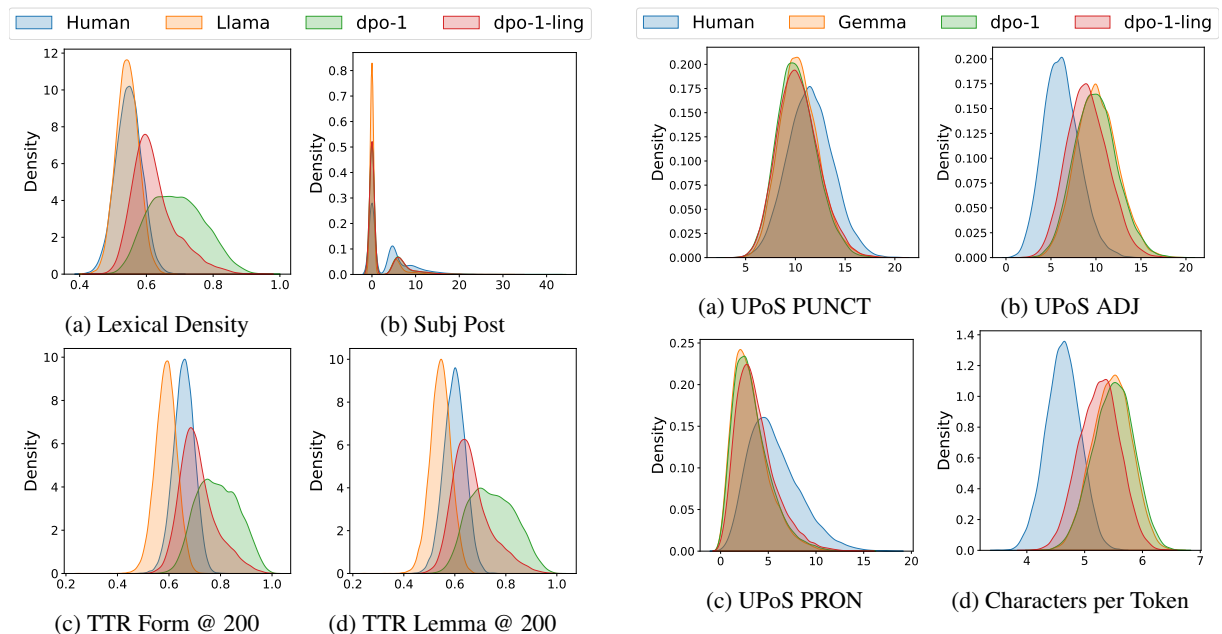 Human Llama dpo-1 dpo-1-ling
Density
12
10
8
6
4
2
0
0.4 0.6 0.8 1.0
(a) Lexical Density
Density
0.8
0.7
0.6
0.5
0.4
0.3
0.2
0.1
0.0
0 10 20 30 40
(b) Subj Post
Density
10
8
6
4
2
0
0.2 0.4 0.6 0.8 1.0
(c) TTR Form @ 200
Density
10
8
6
4
2
0
0.2 0.4 0.6 0.8 1.0
(d) TTR Lemma @ 200
Human Gemma dpo-1 dpo-1-ling
Density
0.200
0.175
0.150
0.125
0.100
0.075
0.050
0.025
0.000
5 10 15 20
(a) UPoS PUNCT
Density
0.200
0.175
0.150
0.125
0.100
0.075
0.050
0.025
0.000
0 5 10 15 20
(b) UPoS ADJ
Density
0.25
0.20
0.15
0.10
0.05
0.00
0 5 10 15 20
(c) UPoS PRON
Density
1.4
1.2
1.0
0.8
0.6
0.4
0.2
0.0
4 5 6 7
(d) Characters per Token